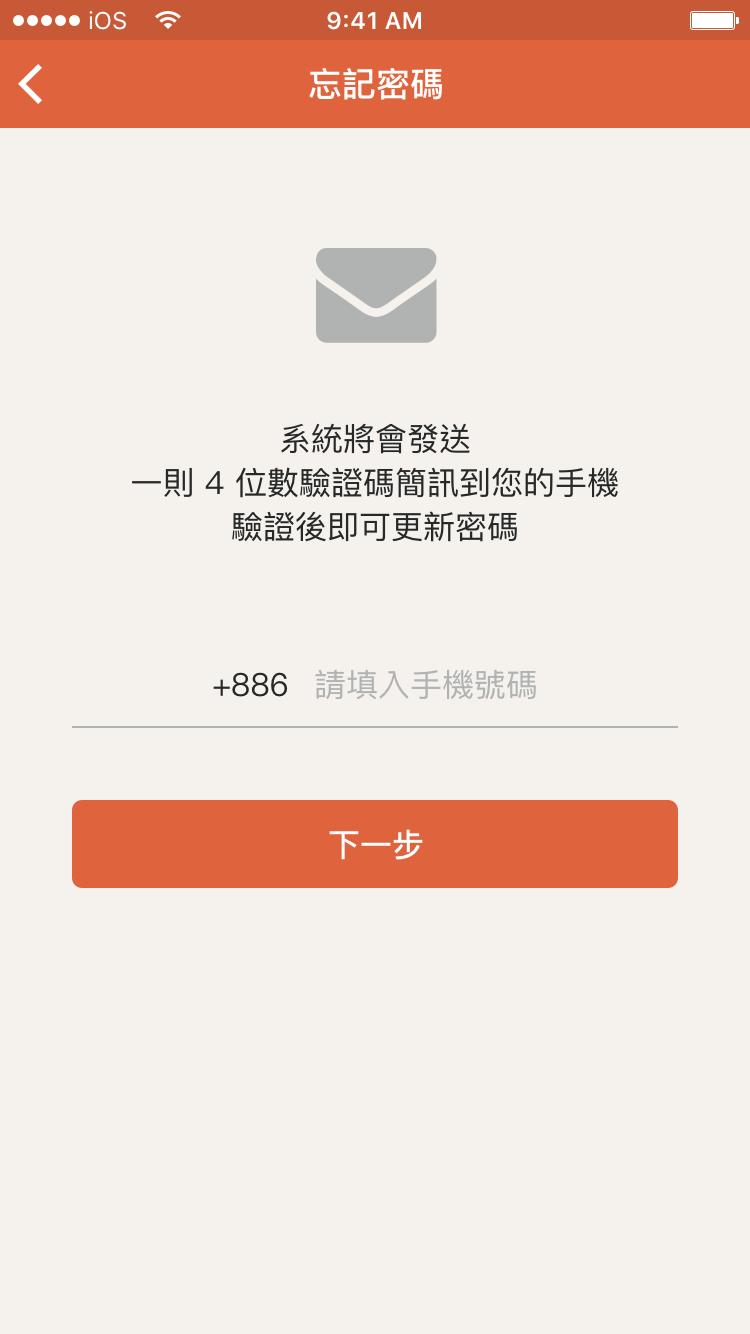 iOS 9:41 AM
忘記密碼
系統將會發送
一則 4 位數驗證碼簡訊到您的手機
驗證後即可更新密碼
+886 請填入手機號碼
下一步